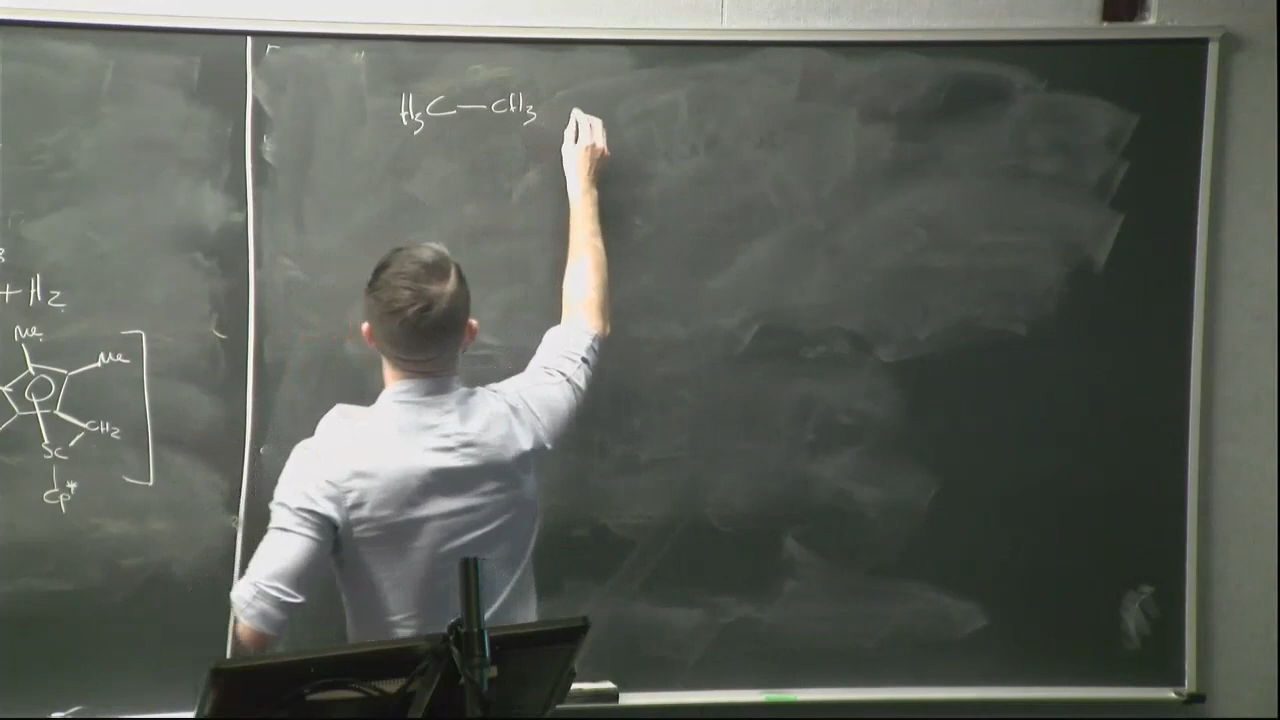 H₃C—CH₃
+ H₂
Me
Me
CH₂
Sc
Cp*